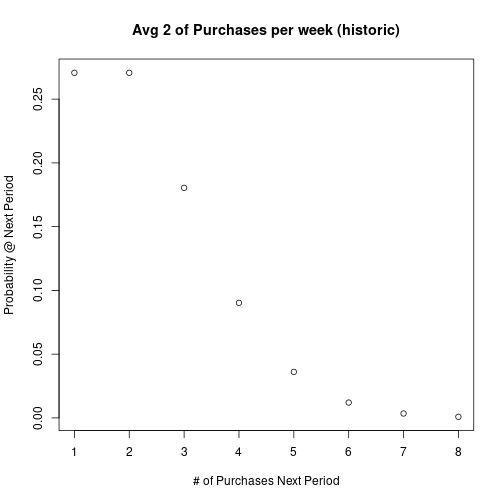 Avg 2 of Purchases per week (historic)
Probability @ Next Period
0.25
0.20
0.15
0.10
0.05
0.00
1 2 3 4 5 6 7 8
# of Purchases Next Period